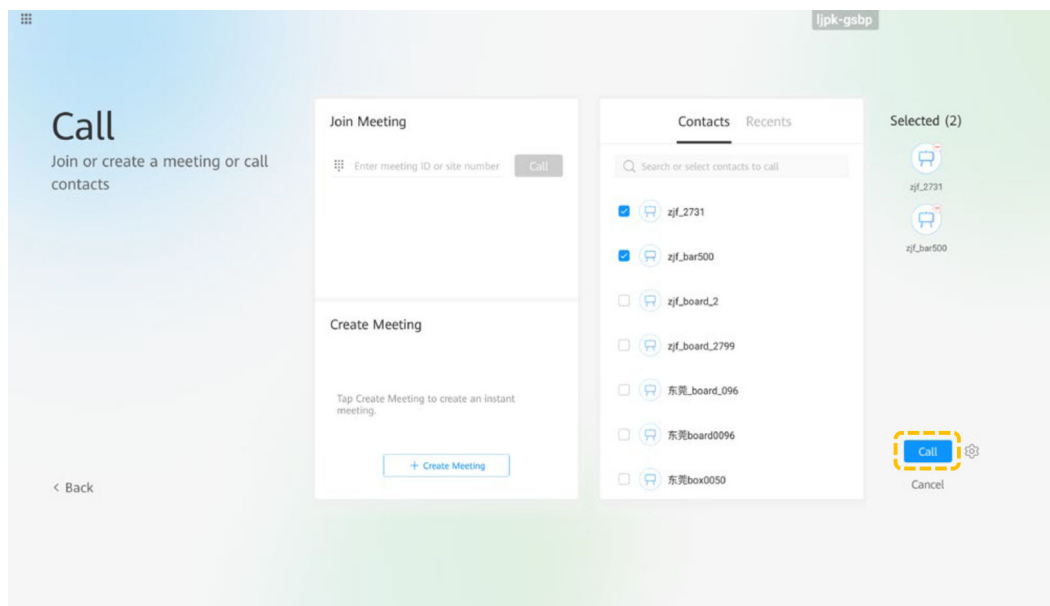 ljpk-gsbp
Call
Join or create a meeting or call
contacts
Join Meeting
Enter meeting ID or site number
Call
Create Meeting
Tap Create Meeting to create an instant
meeting.
+ Create Meeting
Contacts Recents
Search or select contacts to call
zjf_2731
zjf_bar500
zjf_board_2
zjf_board_2799
东莞_board_096
东莞board0096
东莞box0050
Selected (2)
zjf_2731
zjf_bar500
Call
Cancel
< Back